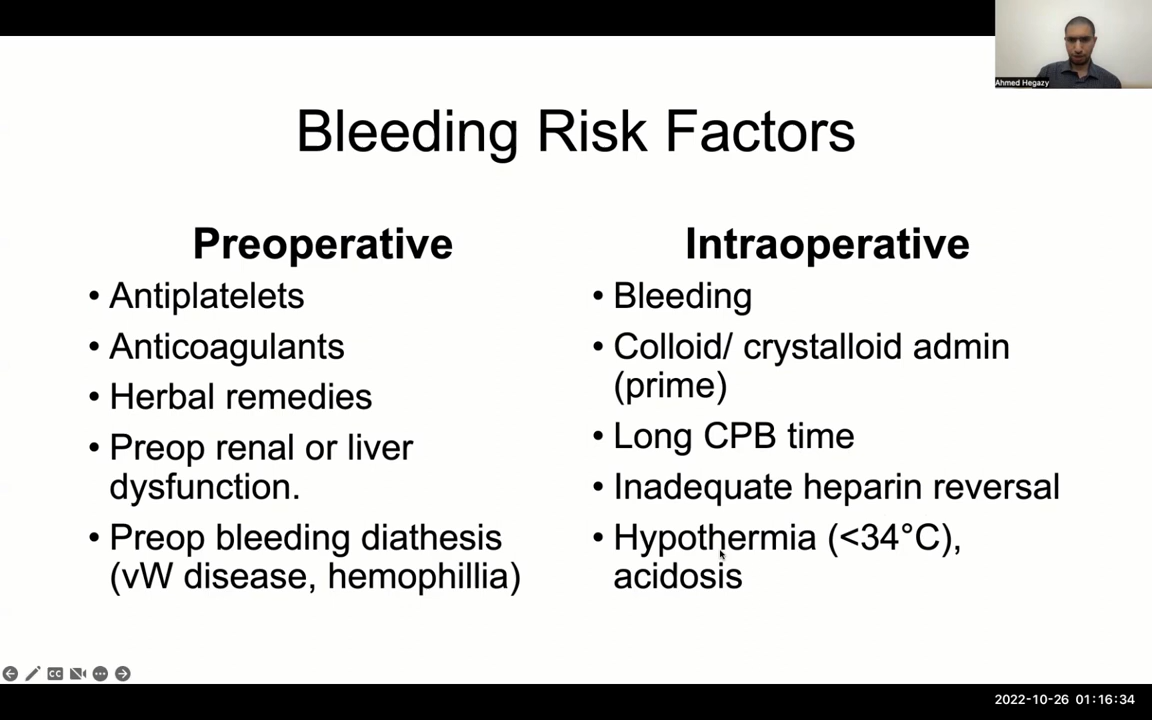 Ahmed Hegazy
Bleeding Risk Factors
Preoperative
• Antiplatelets
• Anticoagulants
• Herbal remedies
• Preop renal or liver
dysfunction.
• Preop bleeding diathesis
(vW disease, hemophillia)
Intraoperative
• Bleeding
• Colloid/ crystalloid admin
(prime)
• Long CPB time
• Inadequate heparin reversal
• Hypothermia (<34°C),
acidosis
CC
2022-10-26 01:16:34